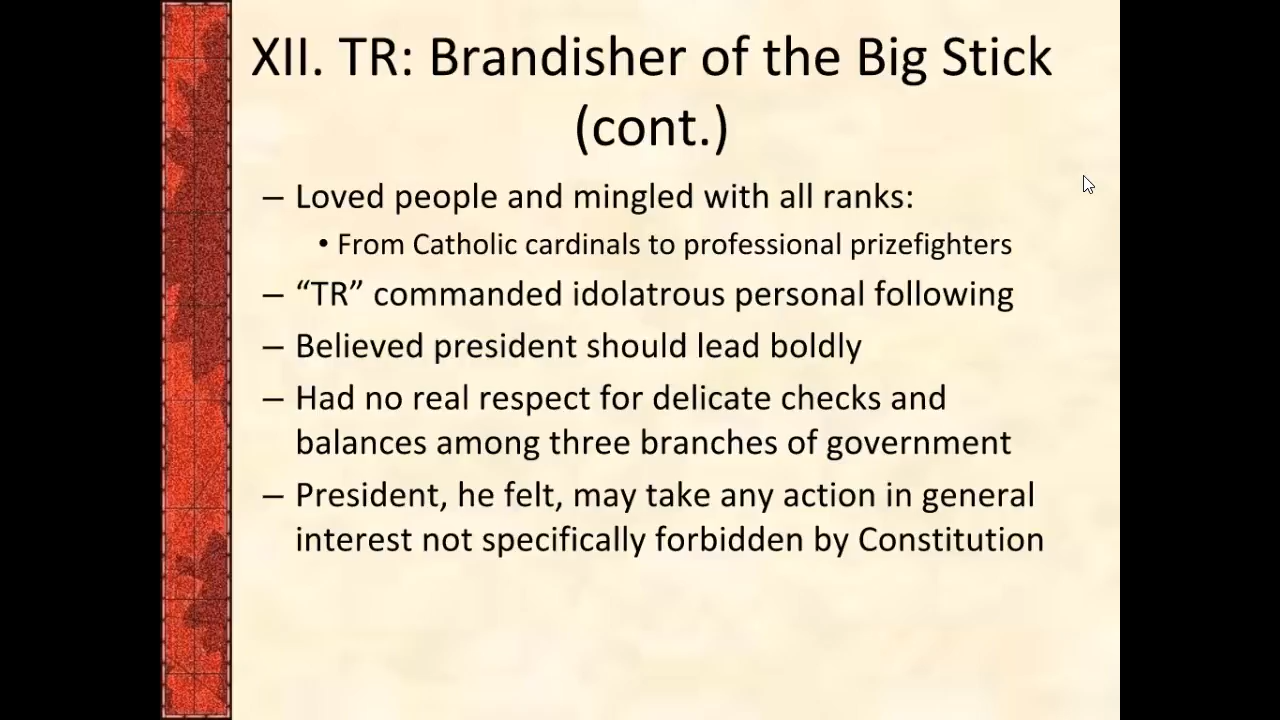 XII. TR: Brandisher of the Big Stick
(cont.)
– Loved people and mingled with all ranks:
• From Catholic cardinals to professional prizefighters
– “TR” commanded idolatrous personal following
– Believed president should lead boldly
– Had no real respect for delicate checks and
balances among three branches of government
– President, he felt, may take any action in general
interest not specifically forbidden by Constitution